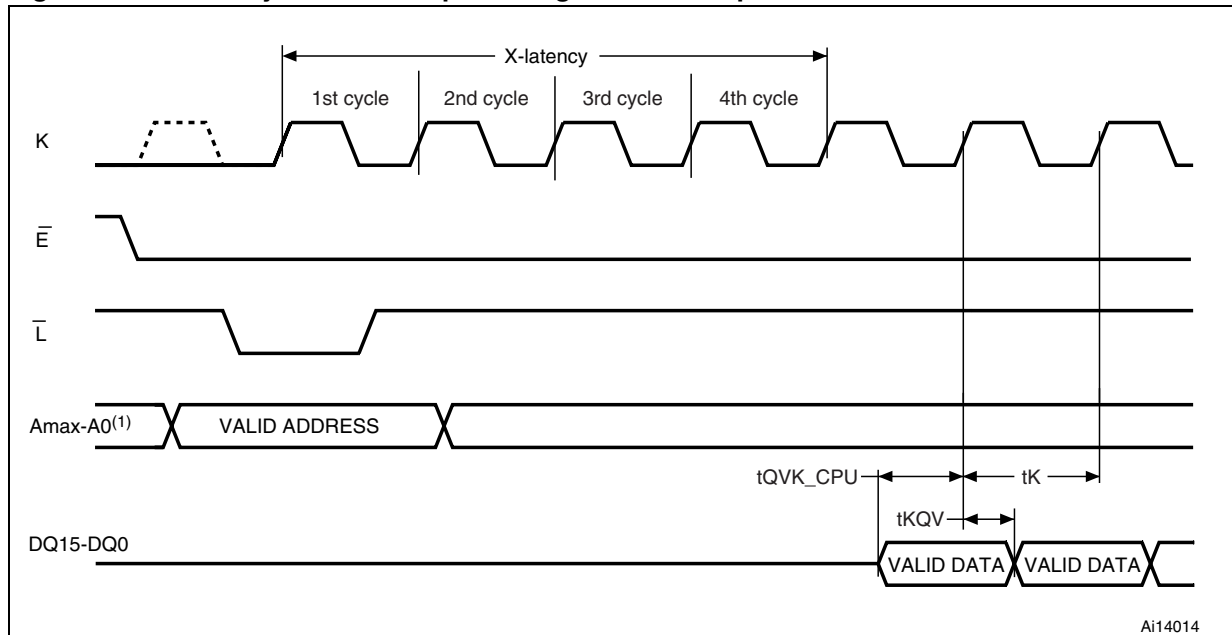 X-latency
1st cycle
2nd cycle
3rd cycle
4th cycle
K
E̅
L̅
Amax-A0(1)
VALID ADDRESS
tQVK_CPU
tK
tKQV
DQ15-DQ0
VALID DATA
VALID DATA
Ai14014